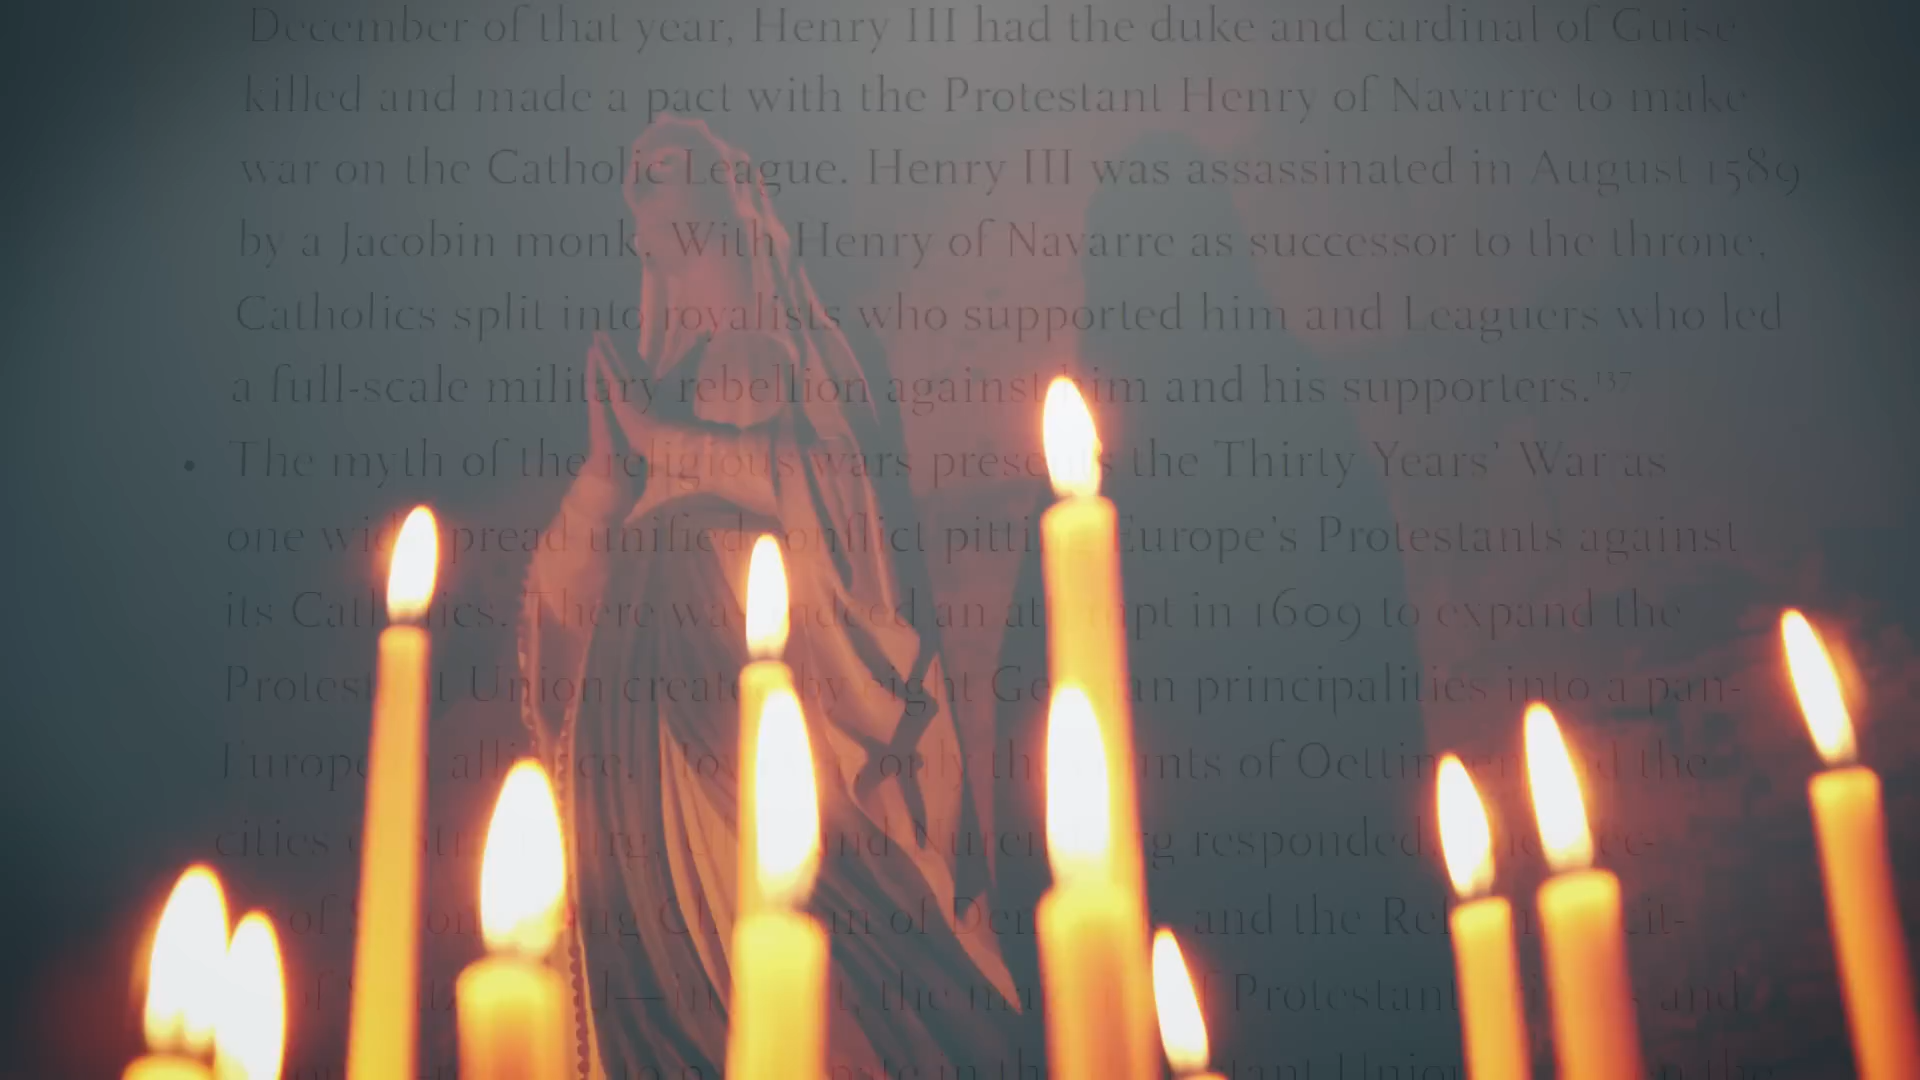 December of that year, Henry III had the duke and cardinal of Guise
killed and made a pact with the Protestant Henry of Navarre to make
war on the Catholic League. Henry III was assassinated in August 1589
by a Jacobin monk. With Henry of Navarre as successor to the throne,
Catholics split into royalists who supported him and Leaguers who led
a full-scale military rebellion against him and his supporters.¹³⁷
• The myth of the religious wars presents the Thirty Years' War as
one widespread unified conflict pitting Europe's Protestants against
its Catholics. There was indeed an attempt in 1609 to expand the
Protestant Union created by eight German principalities into a pan-
European alliance. only the counts of Oettingen and the
cities and Nuremberg responded.
of of and the
of the Protestant and
in the Union the